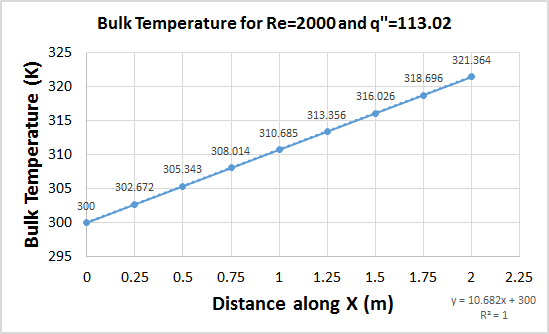 Bulk Temperature for Re=2000 and q"=113.02
Bulk Temperature (K)
325
320
315
310
305
300
295
300
302.672
305.343
308.014
310.685
313.356
316.026
318.696
321.364
0 0.25 0.5 0.75 1 1.25 1.5 1.75 2 2.25
Distance along X (m)
y = 10.682x + 300
R² = 1